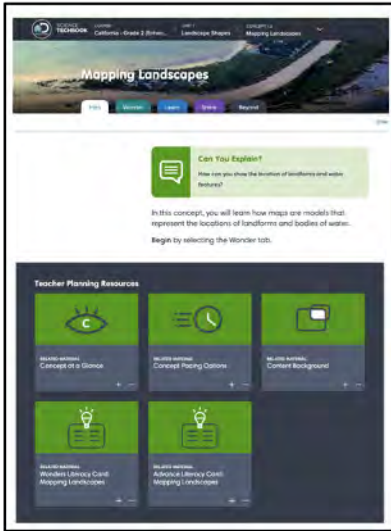 SCIENCE
TECHBOOK
COURSE
California - Grade 2 (Enhan...
UNIT 1
Landscape Shapes
Mapping Landscapes
Mapping Landscapes
Wonder
Learn
Share
Beyond
Can You Explain?
How can you show the location of landforms and water
features?
In this concept, you will learn how maps are models that
represent the locations of landforms and bodies of water.
Begin by selecting the Wonder tab.
Teacher Planning Resources
C
RELATED MATERIAL
Concept at a Glance
RELATED MATERIAL
Concept Pacing Options
RELATED MATERIAL
Content Background
RELATED MATERIAL
Wonders Literacy Card:
Mapping Landscapes
RELATED MATERIAL
Advance Literacy Card:
Mapping Landscapes